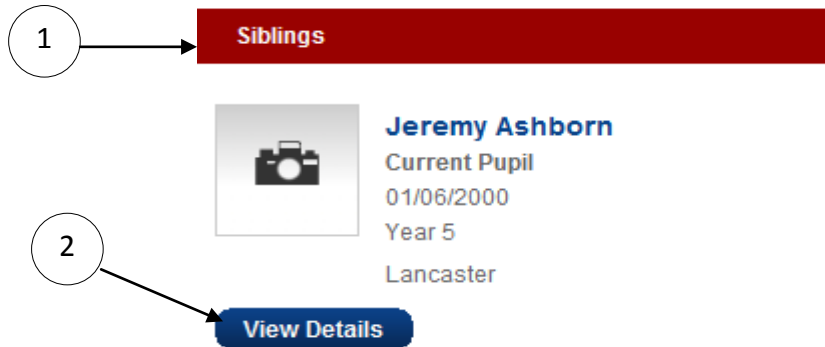 1
Siblings
Jeremy Ashborn
Current Pupil
01/06/2000
Year 5
2
Lancaster
View Details